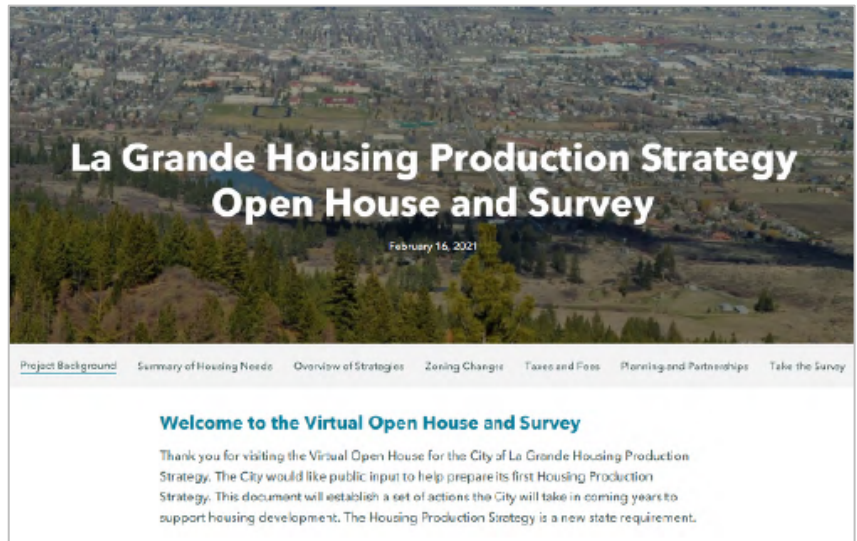 La Grande Housing Production Strategy
Open House and Survey
February 16, 2021
Project Background Summary of Housing Needs Overview of Strategies Zoning Changes Taxes and Fees Planning and Partnerships Take the Survey
Welcome to the Virtual Open House and Survey
Thank you for visiting the Virtual Open House for the City of La Grande Housing Production
Strategy. The City would like public input to help prepare its first Housing Production
Strategy. This document will establish a set of actions the City will take in coming years to
support housing development. The Housing Production Strategy is a new state requirement.